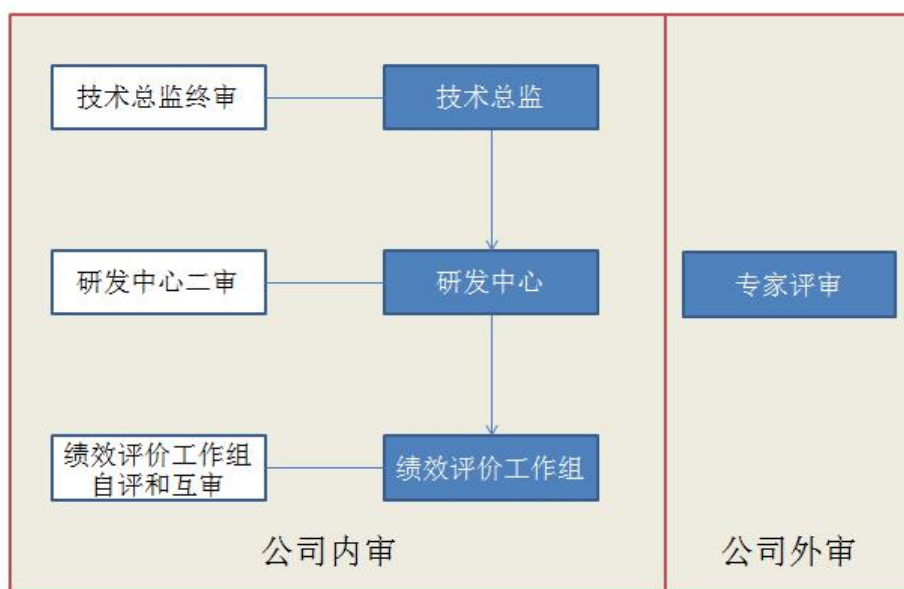 技术总监终审
技术总监
研发中心二审
研发中心
专家评审
绩效评价工作组
自评和互审
绩效评价工作组
公司内审
公司外审